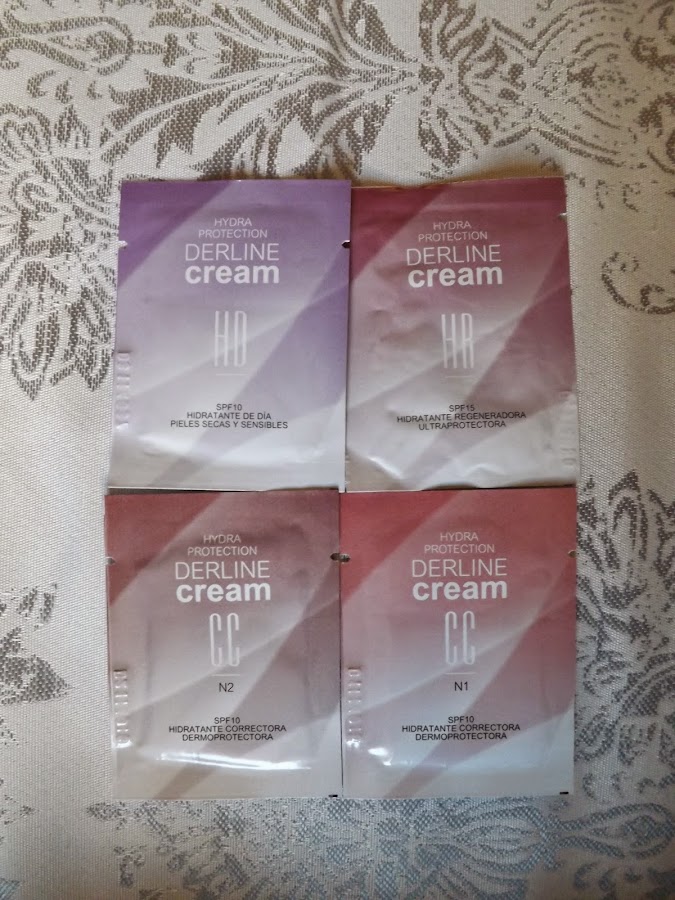 HYDRA
PROTECTION
DERLINE
cream
HD
SPF10
HIDRATANTE DE DÍA
PIELES SECAS Y SENSIBLES
HYDRA
PROTECTION
DERLINE
cream
HR
SPF15
HIDRATANTE REGENERADORA
ULTRAPROTECTORA
HYDRA
PROTECTION
DERLINE
cream
CC
N2
SPF10
HIDRATANTE CORRECTORA
DERMOPROTECTORA
HYDRA
PROTECTION
DERLINE
cream
CC
N1
SPF10
HIDRATANTE CORRECTORA
DERMOPROTECTORA